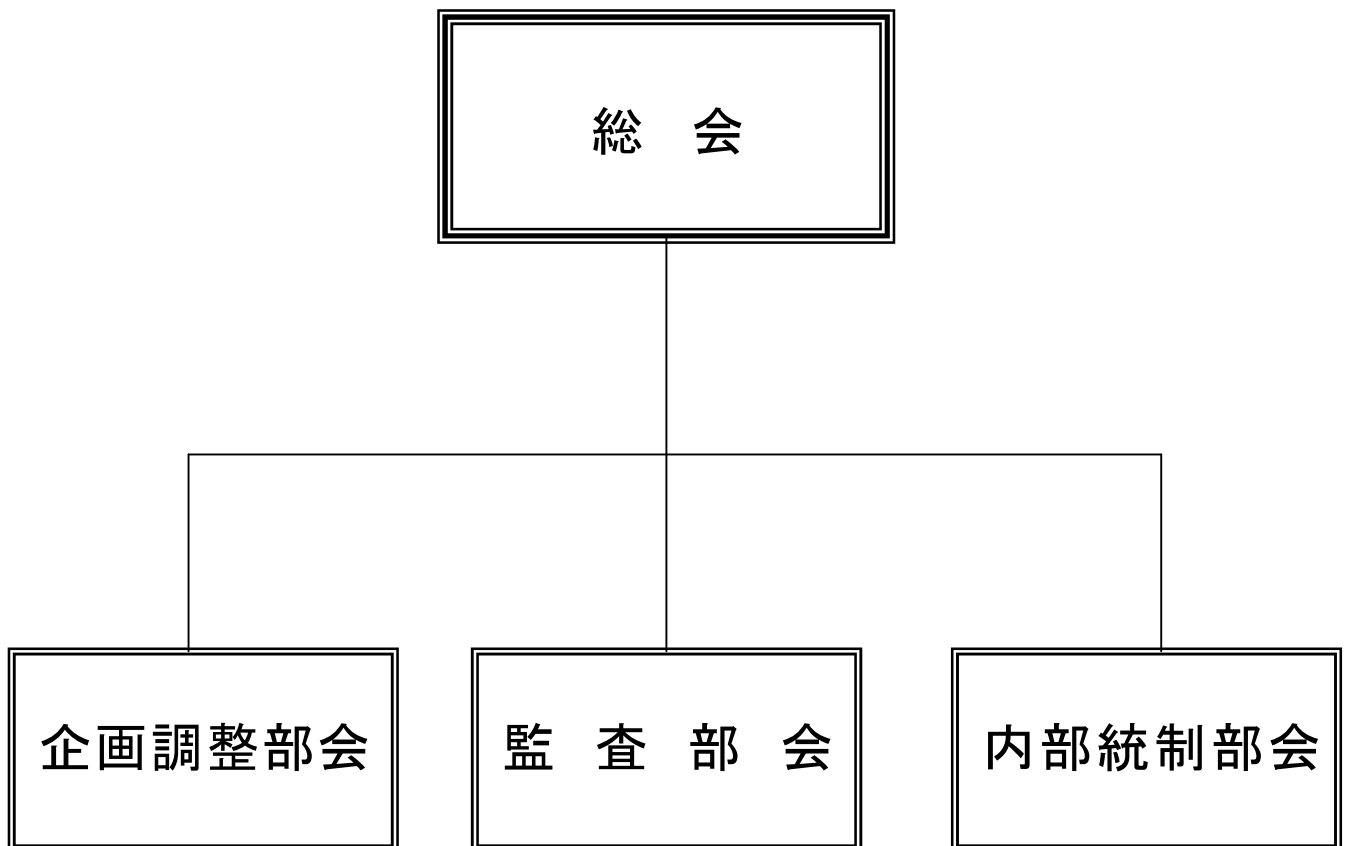 総　会
企画調整部会
監　査　部　会
内部統制部会